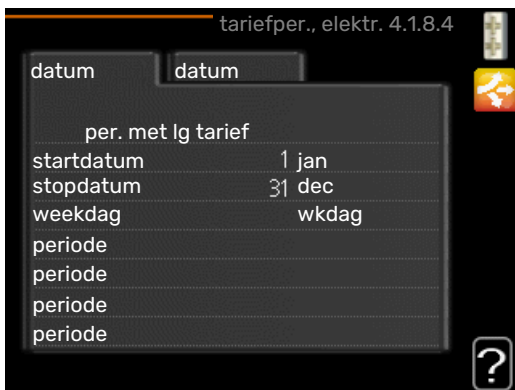 tariefper., elektr. 4.1.8.4
datum datum
per. met lg tarief
startdatum 1 jan
stopdatum 31 dec
weekdag wkdag
periode
periode
periode
periode
?